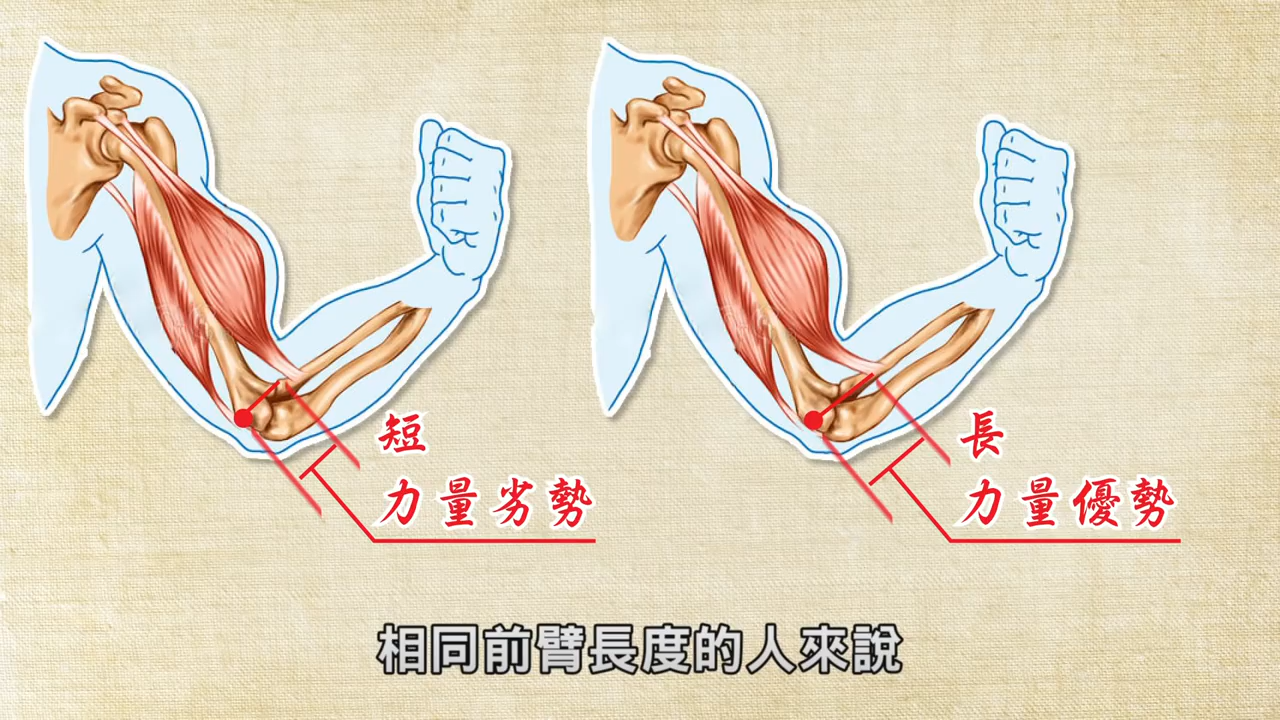 短
力量劣勢
長
力量優勢
相同前臂長度的人來說